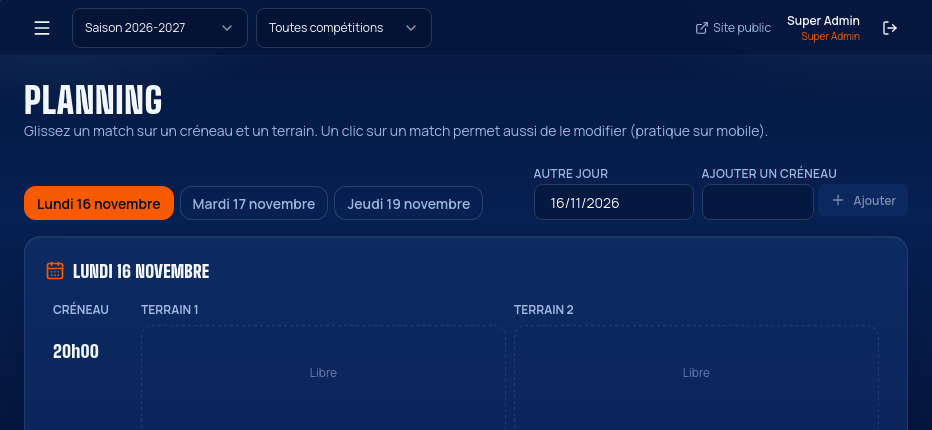 Saison 2026-2027
Toutes compétitions
Site public
Super Admin
Super Admin
PLANNING
Glissez un match sur un créneau et un terrain. Un clic sur un match permet aussi de le modifier (pratique sur mobile).
AUTRE JOUR
AJOUTER UN CRÉNEAU
Lundi 16 novembre
Mardi 17 novembre
Jeudi 19 novembre
16/11/2026
Ajouter
LUNDI 16 NOVEMBRE
CRÉNEAU
TERRAIN 1
TERRAIN 2
20h00
Libre
Libre